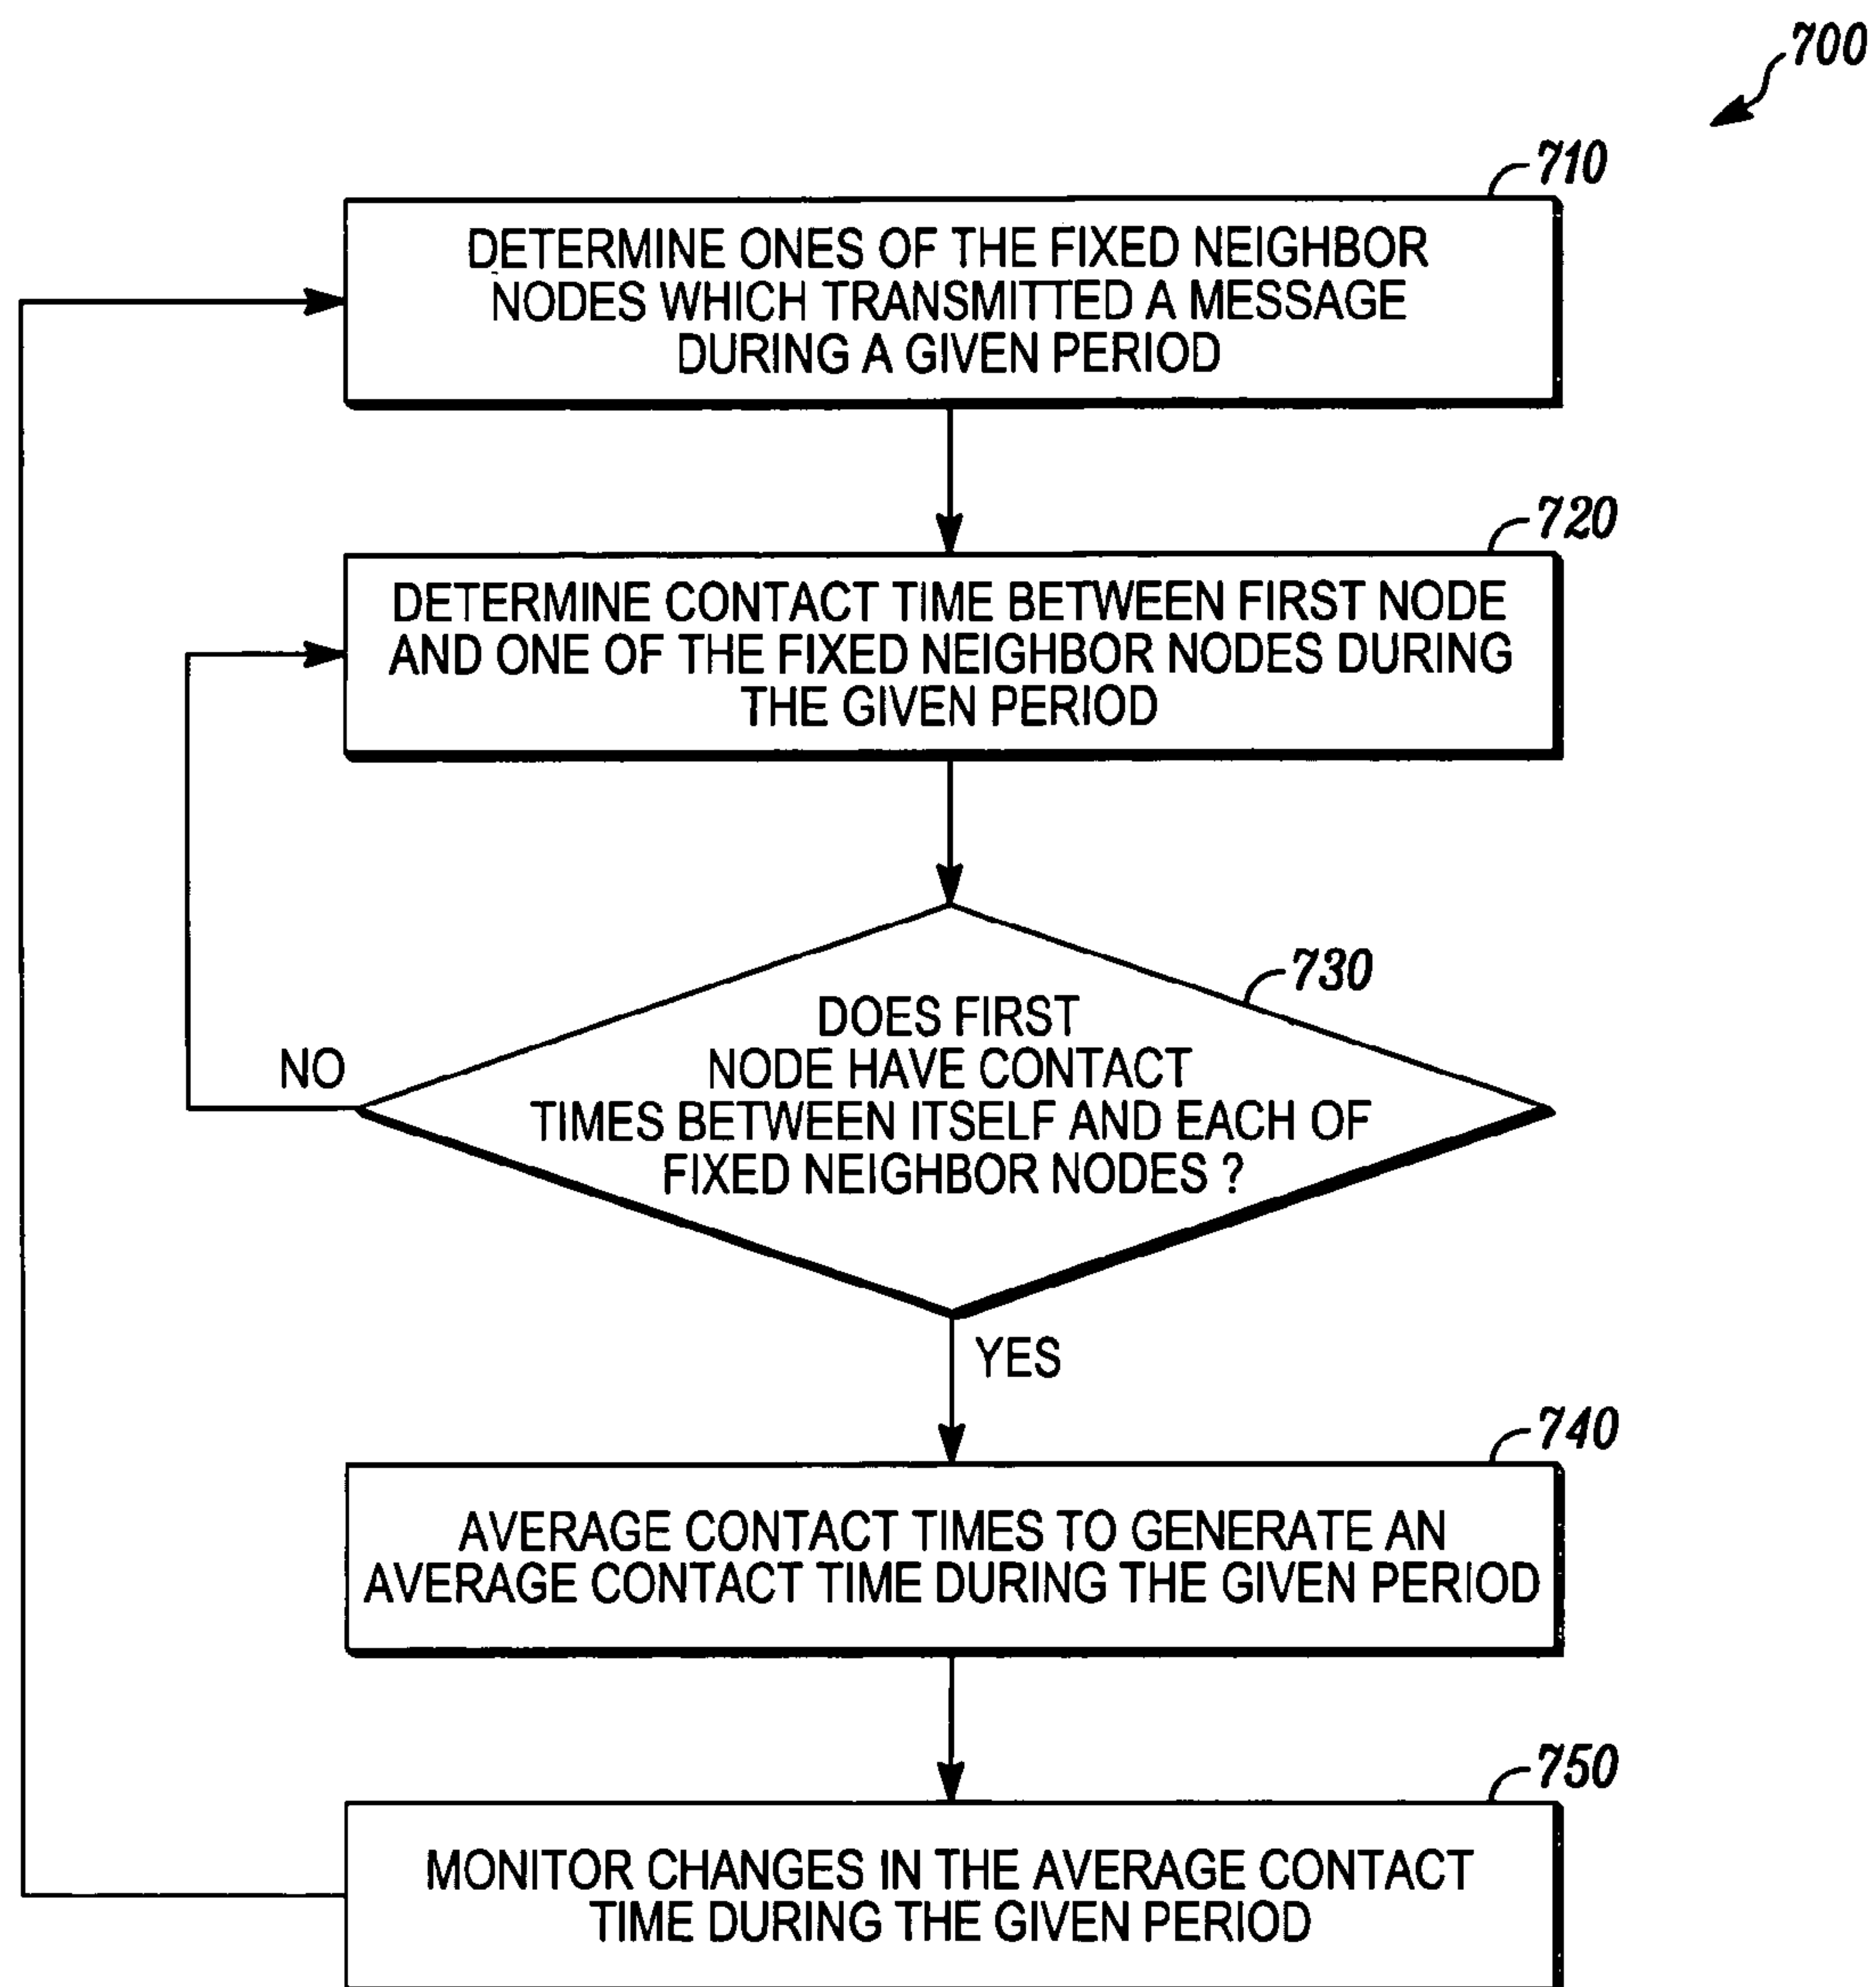 700
710
DETERMINE ONES OF THE FIXED NEIGHBOR
NODES WHICH TRANSMITTED A MESSAGE
DURING A GIVEN PERIOD
720
DETERMINE CONTACT TIME BETWEEN FIRST NODE
AND ONE OF THE FIXED NEIGHBOR NODES DURING
THE GIVEN PERIOD
730
DOES FIRST
NODE HAVE CONTACT
TIMES BETWEEN ITSELF AND EACH OF
FIXED NEIGHBOR NODES ?
NO
YES
740
AVERAGE CONTACT TIMES TO GENERATE AN
AVERAGE CONTACT TIME DURING THE GIVEN PERIOD
750
MONITOR CHANGES IN THE AVERAGE CONTACT
TIME DURING THE GIVEN PERIOD